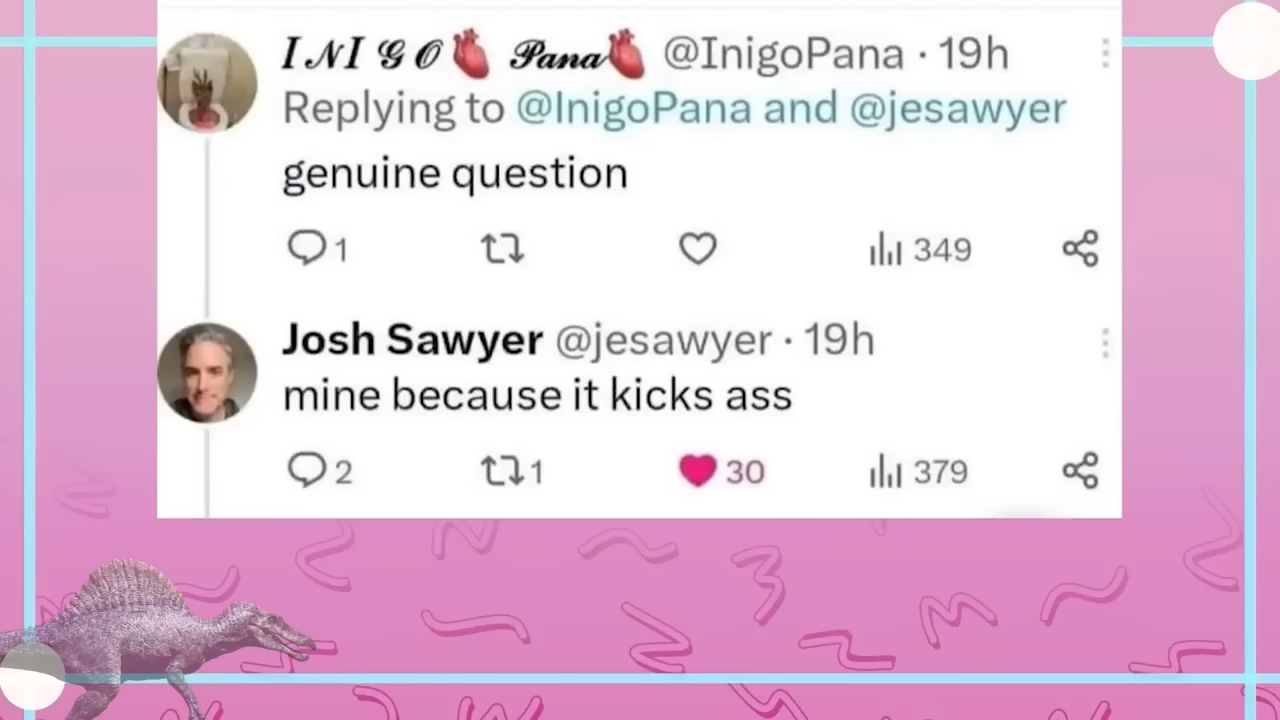 I N I G O🫀 Pana🫀 @InigoPana · 19h
Replying to @InigoPana and @jesawyer
genuine question
1 349
Josh Sawyer @jesawyer · 19h
mine because it kicks ass
2 1 30 379